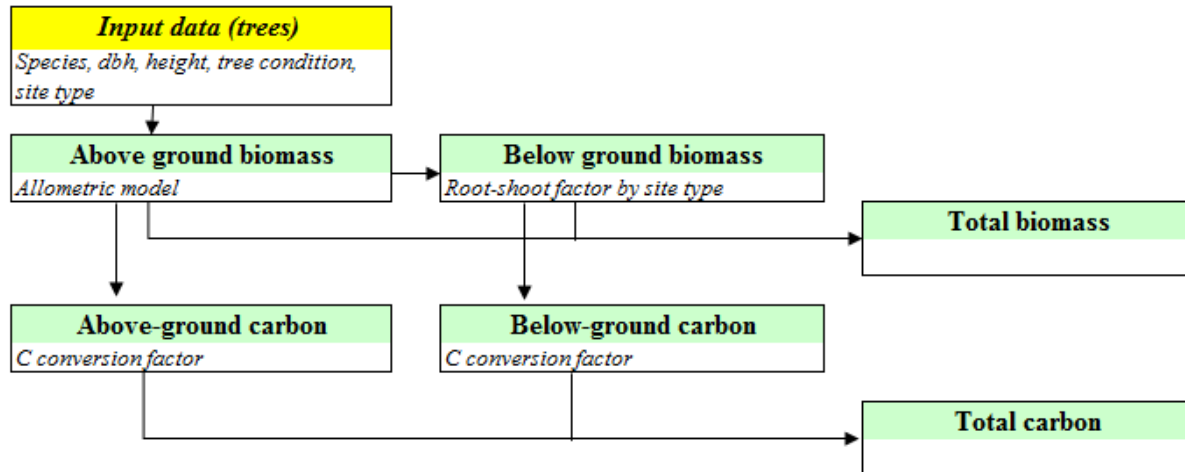 Input data (trees)
Species, dbh, height, tree condition,
site type
Above ground biomass
Allometric model
Below ground biomass
Root-shoot factor by site type
Total biomass
Above-ground carbon
C conversion factor
Below-ground carbon
C conversion factor
Total carbon